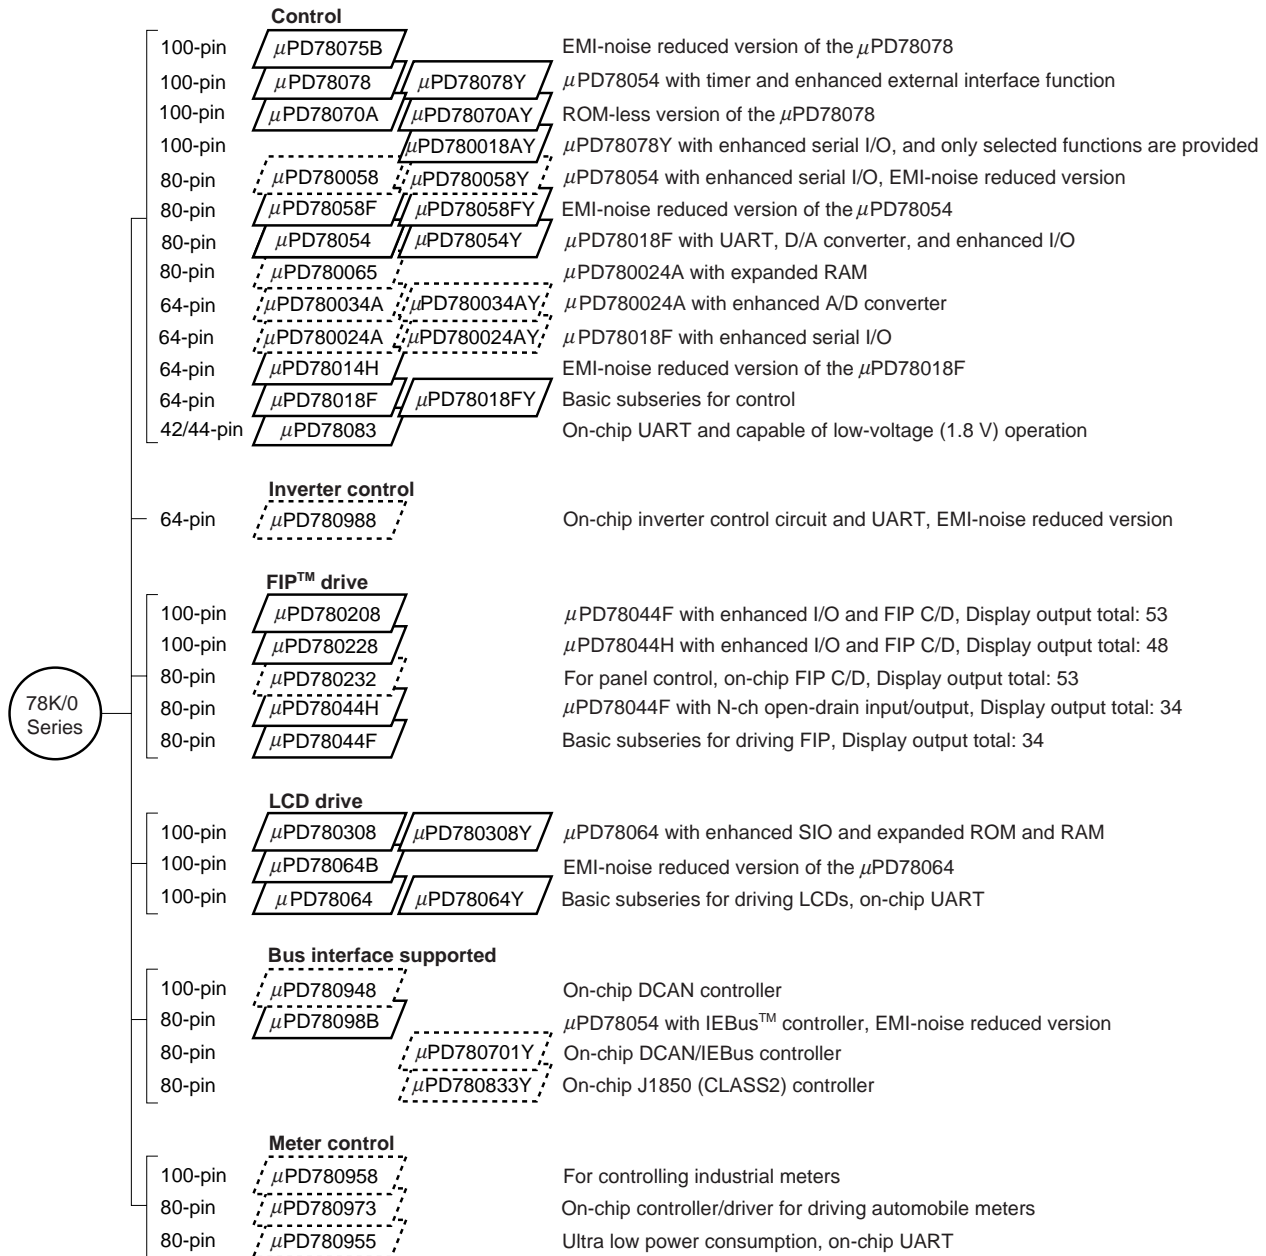 Control
100-pin μPD78075B EMI-noise reduced version of the μPD78078
100-pin μPD78078 μPD78078Y μPD78054 with timer and enhanced external interface function
100-pin μPD78070A μPD78070AY ROM-less version of the μPD78078
100-pin μPD780018AY μPD78078Y with enhanced serial I/O, and only selected functions are provided
80-pin μPD780058 μPD780058Y μPD78054 with enhanced serial I/O, EMI-noise reduced version
80-pin μPD78058F μPD78058FY EMI-noise reduced version of the μPD78054
80-pin μPD78054 μPD78054Y μPD78018F with UART, D/A converter, and enhanced I/O
80-pin μPD780065 μPD780024A with expanded RAM
64-pin μPD780034A μPD780034AY μPD780024A with enhanced A/D converter
64-pin μPD780024A μPD780024AY μPD78018F with enhanced serial I/O
64-pin μPD78014H EMI-noise reduced version of the μPD78018F
64-pin μPD78018F μPD78018FY Basic subseries for control
42/44-pin μPD78083 On-chip UART and capable of low-voltage (1.8 V) operation
Inverter control
64-pin μPD780988 On-chip inverter control circuit and UART, EMI-noise reduced version
FIP™ drive
100-pin μPD780208 μPD78044F with enhanced I/O and FIP C/D, Display output total: 53
100-pin μPD780228 μPD78044H with enhanced I/O and FIP C/D, Display output total: 48
80-pin μPD780232 For panel control, on-chip FIP C/D, Display output total: 53
80-pin μPD78044H μPD78044F with N-ch open-drain input/output, Display output total: 34
80-pin μPD78044F Basic subseries for driving FIP, Display output total: 34
78K/0
Series
LCD drive
100-pin μPD780308 μPD780308Y μPD78064 with enhanced SIO and expanded ROM and RAM
100-pin μPD78064B EMI-noise reduced version of the μPD78064
100-pin μPD78064 μPD78064Y Basic subseries for driving LCDs, on-chip UART
Bus interface supported
100-pin μPD780948 On-chip DCAN controller
80-pin μPD78098B μPD78054 with IEBus™ controller, EMI-noise reduced version
80-pin μPD780701Y On-chip DCAN/IEBus controller
80-pin μPD780833Y On-chip J1850 (CLASS2) controller
Meter control
100-pin μPD780958 For controlling industrial meters
80-pin μPD780973 On-chip controller/driver for driving automobile meters
80-pin μPD780955 Ultra low power consumption, on-chip UART